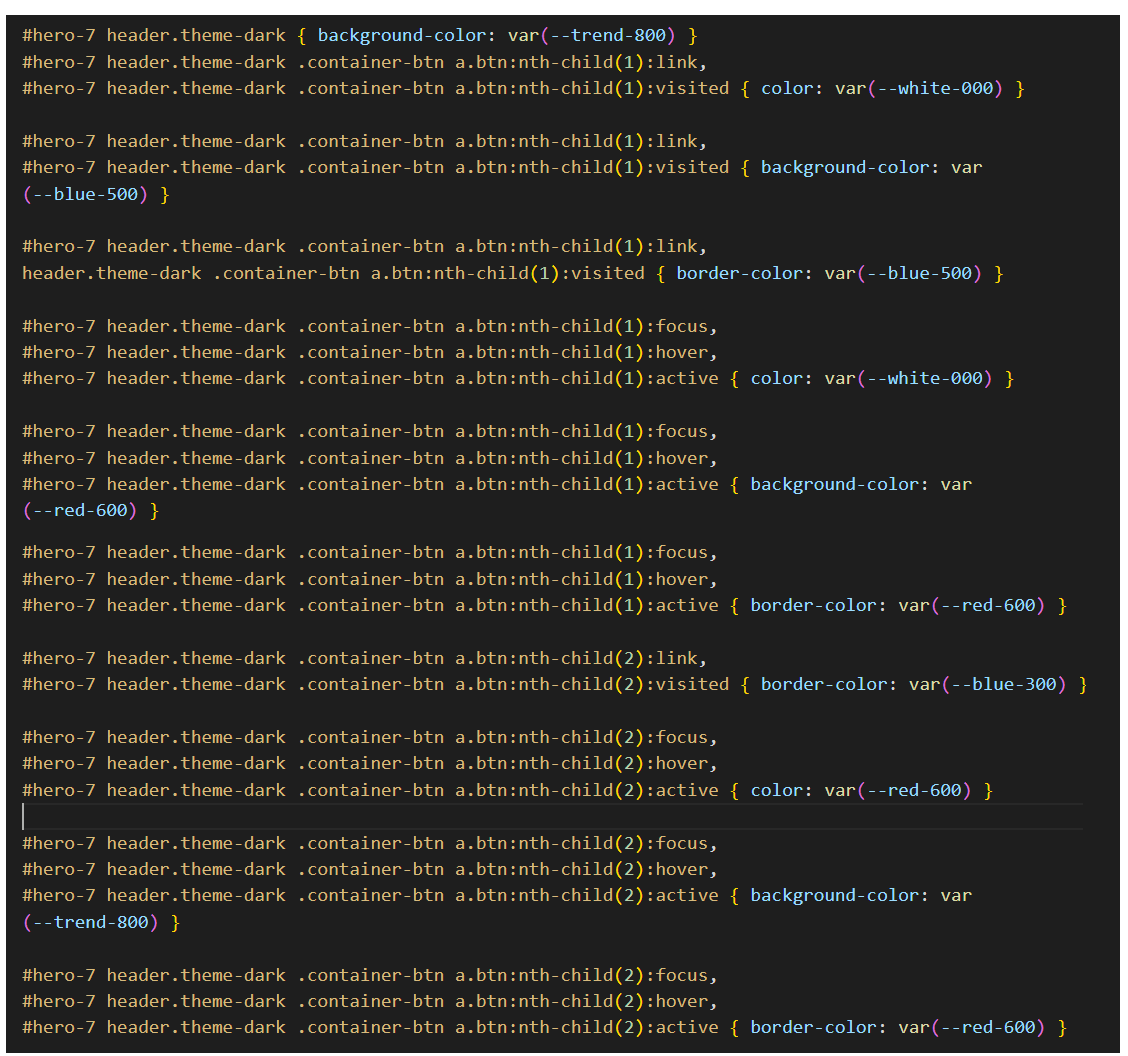 #hero-7 header.theme-dark { background-color: var(--trend-800) }
#hero-7 header.theme-dark .container-btn a.btn:nth-child(1):link,
#hero-7 header.theme-dark .container-btn a.btn:nth-child(1):visited { color: var(--white-000) }
#hero-7 header.theme-dark .container-btn a.btn:nth-child(1):link,
#hero-7 header.theme-dark .container-btn a.btn:nth-child(1):visited { background-color: var
(--blue-500) }
#hero-7 header.theme-dark .container-btn a.btn:nth-child(1):link,
header.theme-dark .container-btn a.btn:nth-child(1):visited { border-color: var(--blue-500) }
#hero-7 header.theme-dark .container-btn a.btn:nth-child(1):focus,
#hero-7 header.theme-dark .container-btn a.btn:nth-child(1):hover,
#hero-7 header.theme-dark .container-btn a.btn:nth-child(1):active { color: var(--white-000) }
#hero-7 header.theme-dark .container-btn a.btn:nth-child(1):focus,
#hero-7 header.theme-dark .container-btn a.btn:nth-child(1):hover,
#hero-7 header.theme-dark .container-btn a.btn:nth-child(1):active { background-color: var
(--red-600) }
#hero-7 header.theme-dark .container-btn a.btn:nth-child(1):focus,
#hero-7 header.theme-dark .container-btn a.btn:nth-child(1):hover,
#hero-7 header.theme-dark .container-btn a.btn:nth-child(1):active { border-color: var(--red-600) }
#hero-7 header.theme-dark .container-btn a.btn:nth-child(2):link,
#hero-7 header.theme-dark .container-btn a.btn:nth-child(2):visited { border-color: var(--blue-300) }
#hero-7 header.theme-dark .container-btn a.btn:nth-child(2):focus,
#hero-7 header.theme-dark .container-btn a.btn:nth-child(2):hover,
#hero-7 header.theme-dark .container-btn a.btn:nth-child(2):active { color: var(--red-600) }
#hero-7 header.theme-dark .container-btn a.btn:nth-child(2):focus,
#hero-7 header.theme-dark .container-btn a.btn:nth-child(2):hover,
#hero-7 header.theme-dark .container-btn a.btn:nth-child(2):active { background-color: var
(--trend-800) }
#hero-7 header.theme-dark .container-btn a.btn:nth-child(2):focus,
#hero-7 header.theme-dark .container-btn a.btn:nth-child(2):hover,
#hero-7 header.theme-dark .container-btn a.btn:nth-child(2):active { border-color: var(--red-600) }